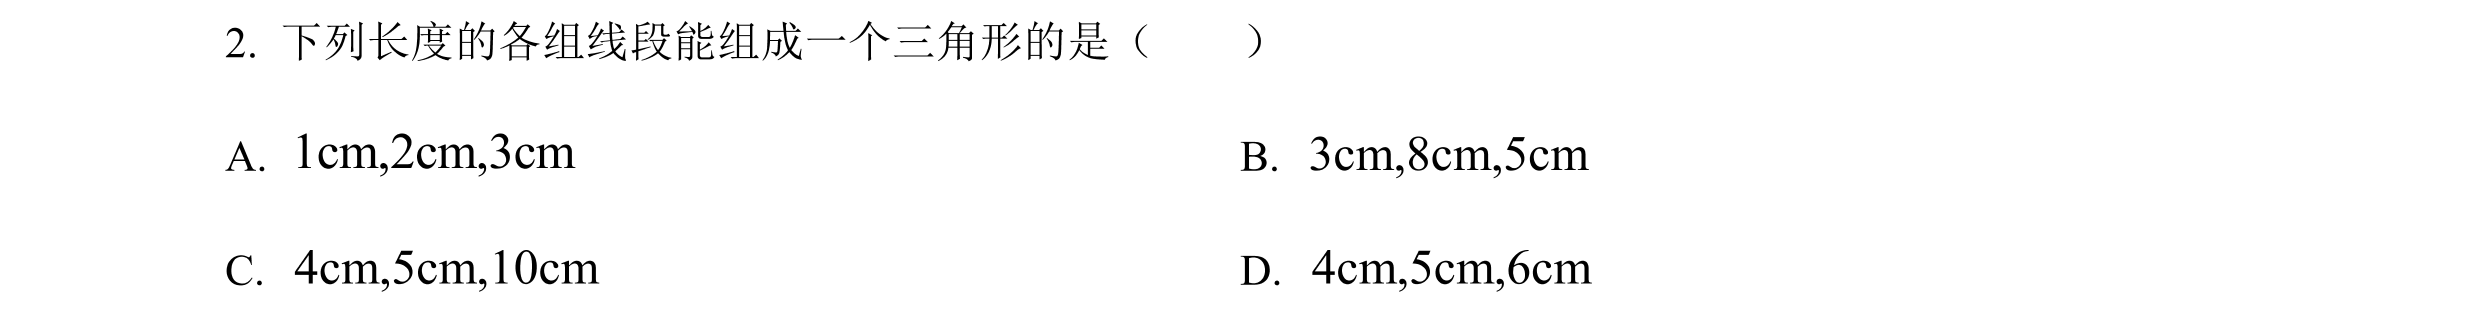 2. 下列长度的各组线段能组成一个三角形的是（　　）
A. 1cm,2cm,3cm B. 3cm,8cm,5cm
C. 4cm,5cm,10cm D. 4cm,5cm,6cm